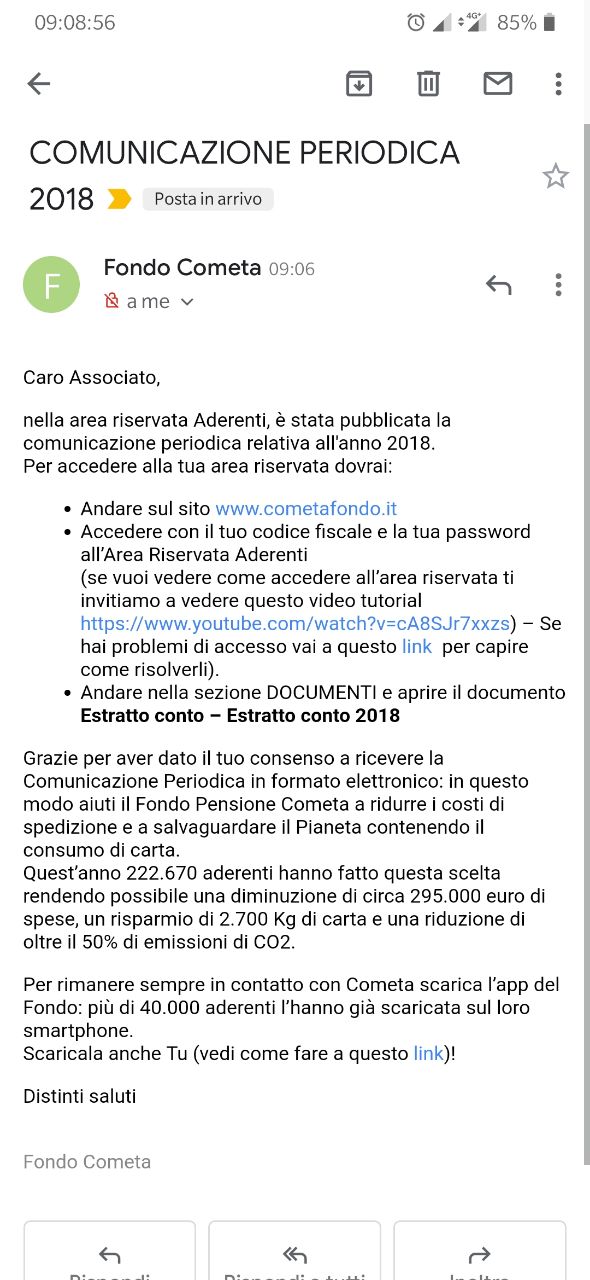 09:08:56
4G+ 85%
COMUNICAZIONE PERIODICA
2018 Posta in arrivo
F
Fondo Cometa 09:06
a me
Caro Associato,
nella area riservata Aderenti, è stata pubblicata la
comunicazione periodica relativa all'anno 2018.
Per accedere alla tua area riservata dovrai:
• Andare sul sito www.cometafondo.it
• Accedere con il tuo codice fiscale e la tua password
all’Area Riservata Aderenti
(se vuoi vedere come accedere all’area riservata ti
invitiamo a vedere questo video tutorial
https://www.youtube.com/watch?v=cA8SJr7xxzs) – Se
hai problemi di accesso vai a questo link per capire
come risolverli).
• Andare nella sezione DOCUMENTI e aprire il documento
Estratto conto – Estratto conto 2018
Grazie per aver dato il tuo consenso a ricevere la
Comunicazione Periodica in formato elettronico: in questo
modo aiuti il Fondo Pensione Cometa a ridurre i costi di
spedizione e a salvaguardare il Pianeta contenendo il
consumo di carta.
Quest’anno 222.670 aderenti hanno fatto questa scelta
rendendo possibile una diminuzione di circa 295.000 euro di
spese, un risparmio di 2.700 Kg di carta e una riduzione di
oltre il 50% di emissioni di CO2.
Per rimanere sempre in contatto con Cometa scarica l’app del
Fondo: più di 40.000 aderenti l’hanno già scaricata sul loro
smartphone.
Scaricala anche Tu (vedi come fare a questo link)!
Distinti saluti
Fondo Cometa
Rispondi Rispondi a tutti Inoltra